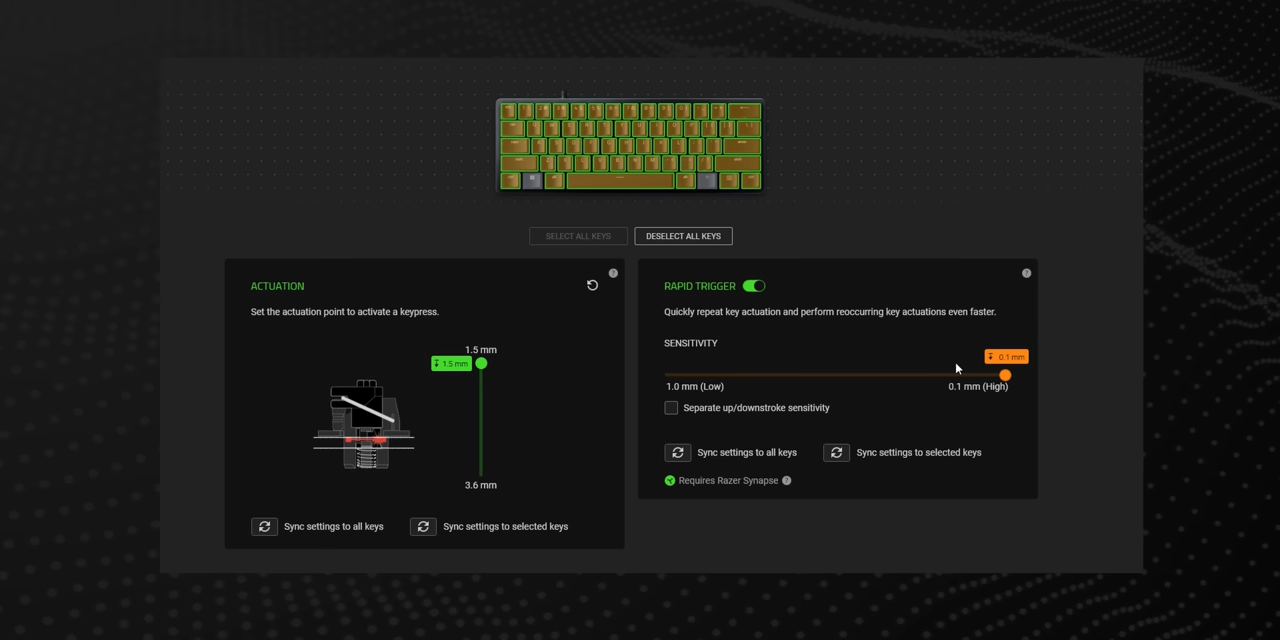 SELECT ALL KEYS
DESELECT ALL KEYS
ACTUATION
?
Set the actuation point to activate a keypress.
1.5 mm
1.5 mm
3.6 mm
Sync settings to all keys
Sync settings to selected keys
RAPID TRIGGER
?
Quickly repeat key actuation and perform reoccurring key actuations even faster.
SENSITIVITY
0.1 mm
1.0 mm (Low)
0.1 mm (High)
Separate up/downstroke sensitivity
Sync settings to all keys
Sync settings to selected keys
Requires Razer Synapse ?